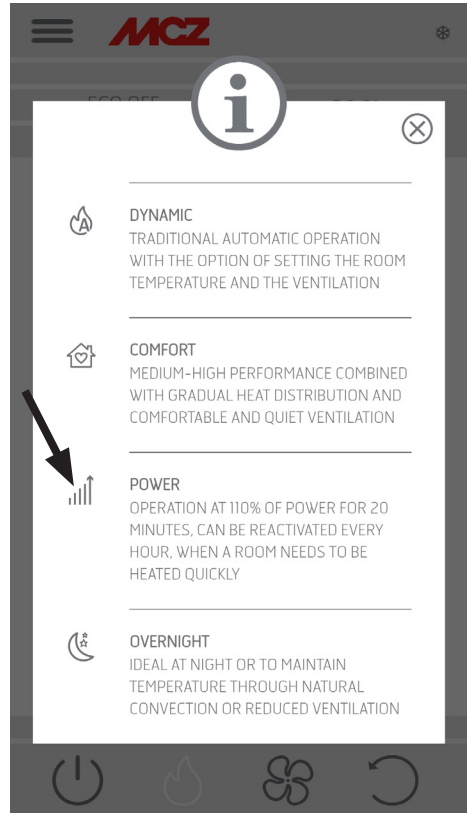 MCZ
i
DYNAMIC
TRADITIONAL AUTOMATIC OPERATION
WITH THE OPTION OF SETTING THE ROOM
TEMPERATURE AND THE VENTILATION
COMFORT
MEDIUM-HIGH PERFORMANCE COMBINED
WITH GRADUAL HEAT DISTRIBUTION AND
COMFORTABLE AND QUIET VENTILATION
POWER
OPERATION AT 110% OF POWER FOR 20
MINUTES, CAN BE REACTIVATED EVERY
HOUR, WHEN A ROOM NEEDS TO BE
HEATED QUICKLY
OVERNIGHT
IDEAL AT NIGHT OR TO MAINTAIN
TEMPERATURE THROUGH NATURAL
CONVECTION OR REDUCED VENTILATION